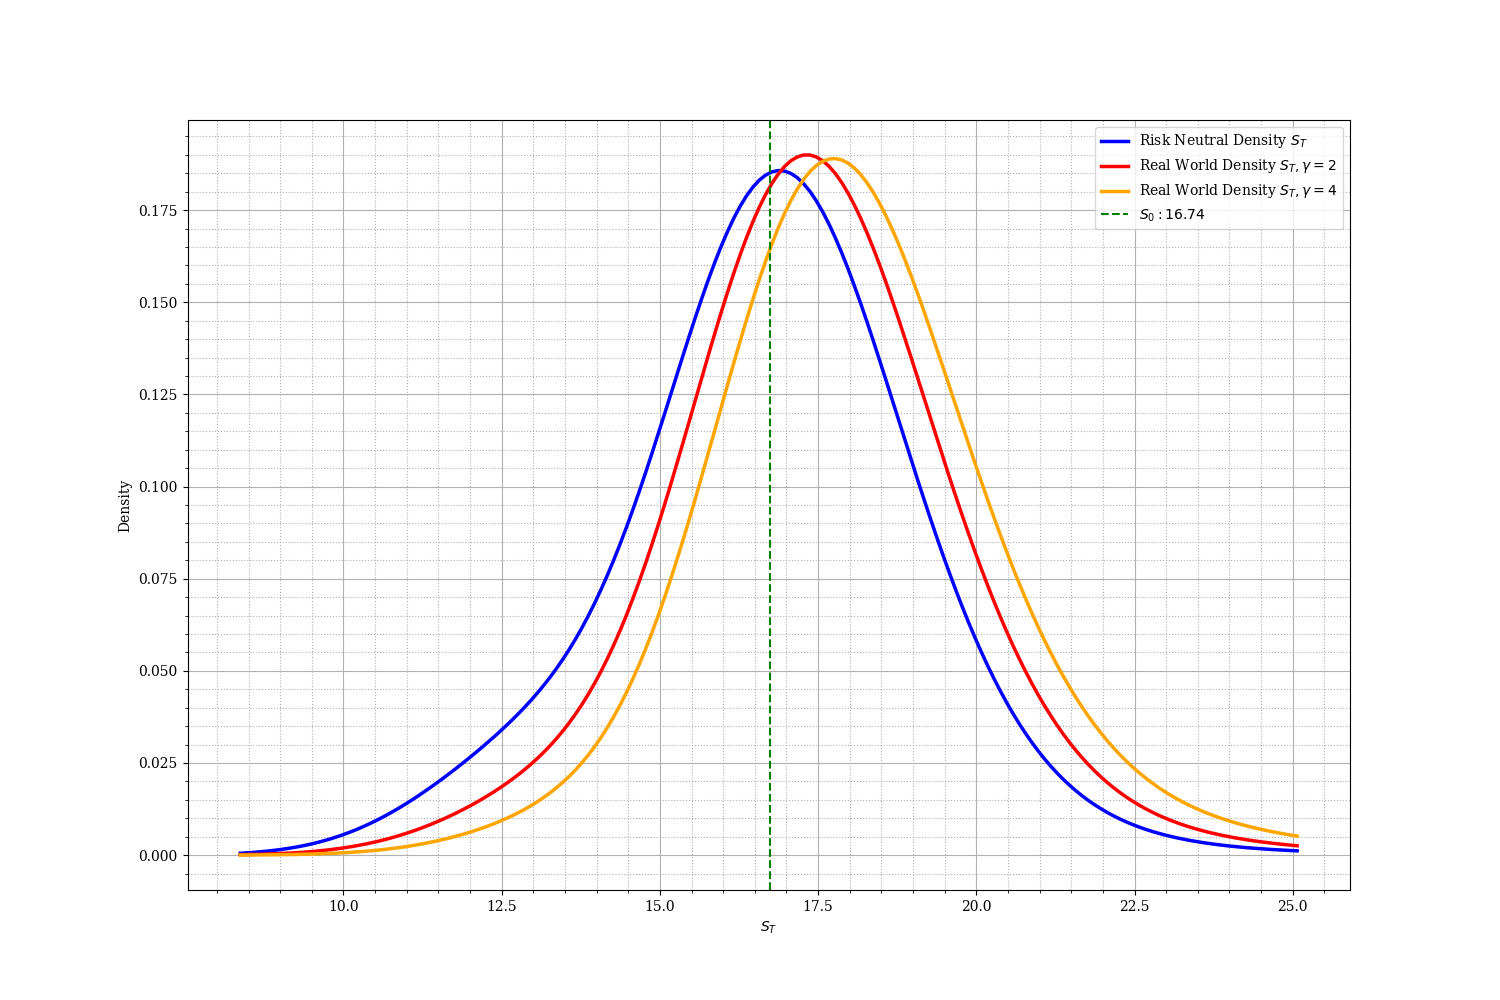 Risk Neutral Density S_T
Real World Density S_T, γ = 2
Real World Density S_T, γ = 4
S_0 : 16.74
Density
0.175
0.150
0.125
0.100
0.075
0.050
0.025
0.000
10.0 12.5 15.0 17.5 20.0 22.5 25.0
S_T